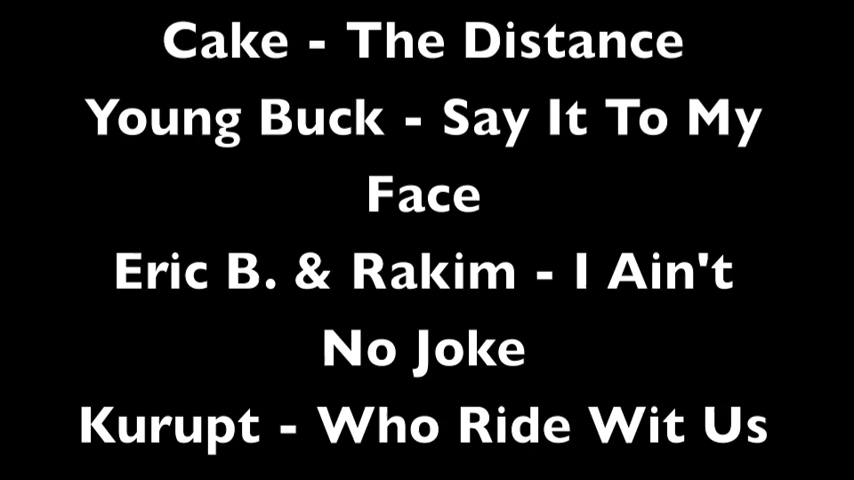 Cake - The Distance
Young Buck - Say It To My
Face
Eric B. & Rakim - I Ain't
No Joke
Kurupt - Who Ride Wit Us